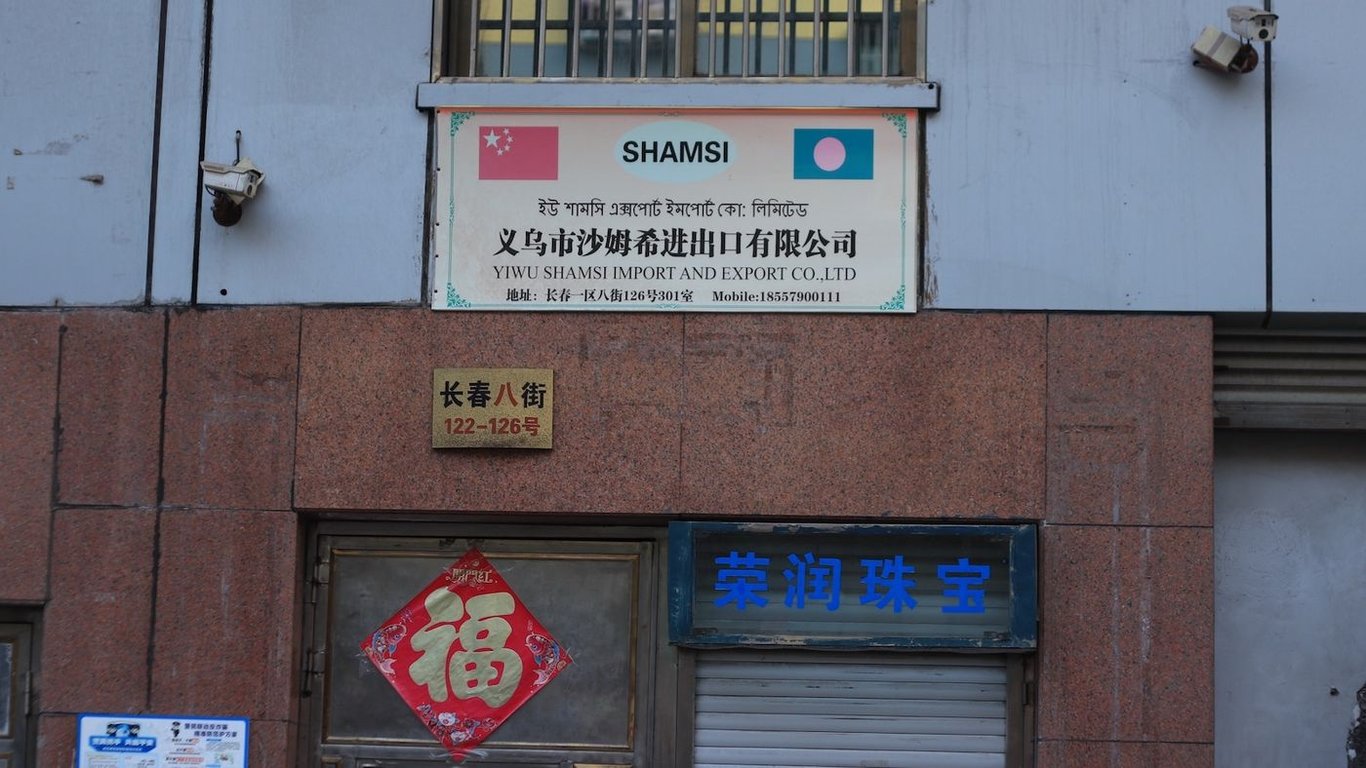 SHAMSI
ইউ শামসি এক্সপোর্ট ইমপোর্ট কো: লিমিটেড
义乌市沙姆希进出口有限公司
YIWU SHAMSI IMPORT AND EXPORT CO.,LTD
地址：长春一区八街126号301室 Mobile:18557900111
长春八街
122-126号
荣润珠宝
開門红
福